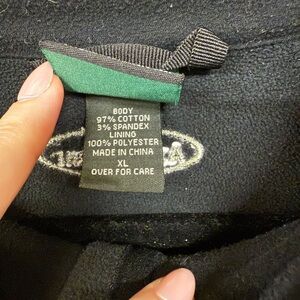 BODY
97% COTTON
3% SPANDEX
LINING
100% POLYESTER
MADE IN CHINA
XL
OVER FOR CARE